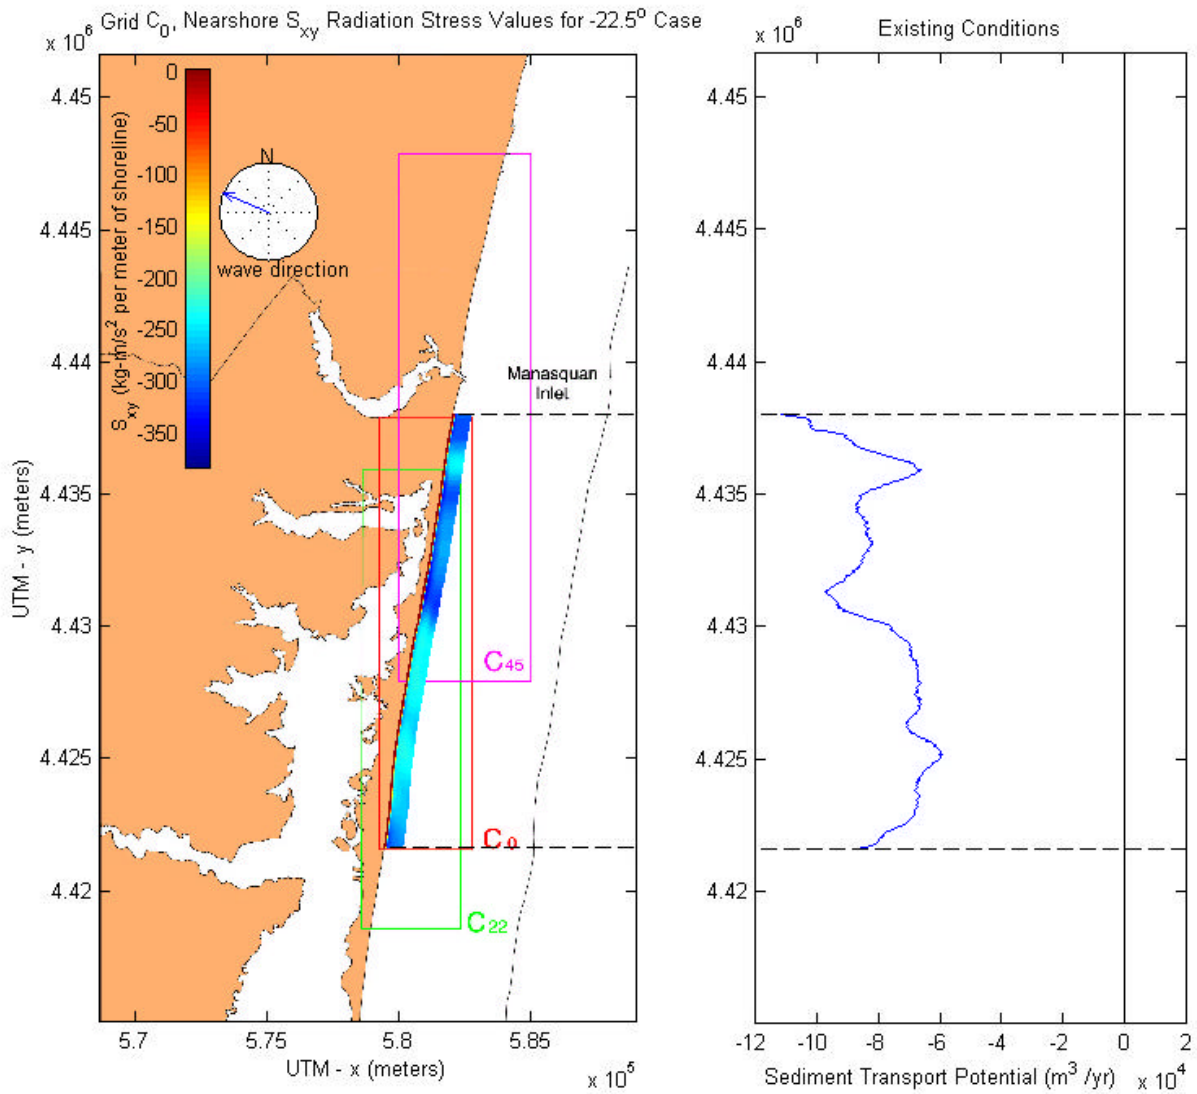 Grid C0, Nearshore Sxy Radiation Stress Values for -22.5o Case
x 10^6
4.45
4.445
4.44
4.435
4.43
4.425
4.42
UTM - y (meters)
0
-50
-100
-150
-200
-250
-300
-350
Sxy (kg-m/s^2 per meter of shoreline)
N
wave direction
Manasquan
Inlet
C45
C0
C22
5.7
5.75
5.8
5.85
UTM - x (meters)
x 10^5
Existing Conditions
x 10^6
4.45
4.445
4.44
4.435
4.43
4.425
4.42
-12
-10
-8
-6
-4
-2
0
2
Sediment Transport Potential (m^3 /yr)
x 10^4